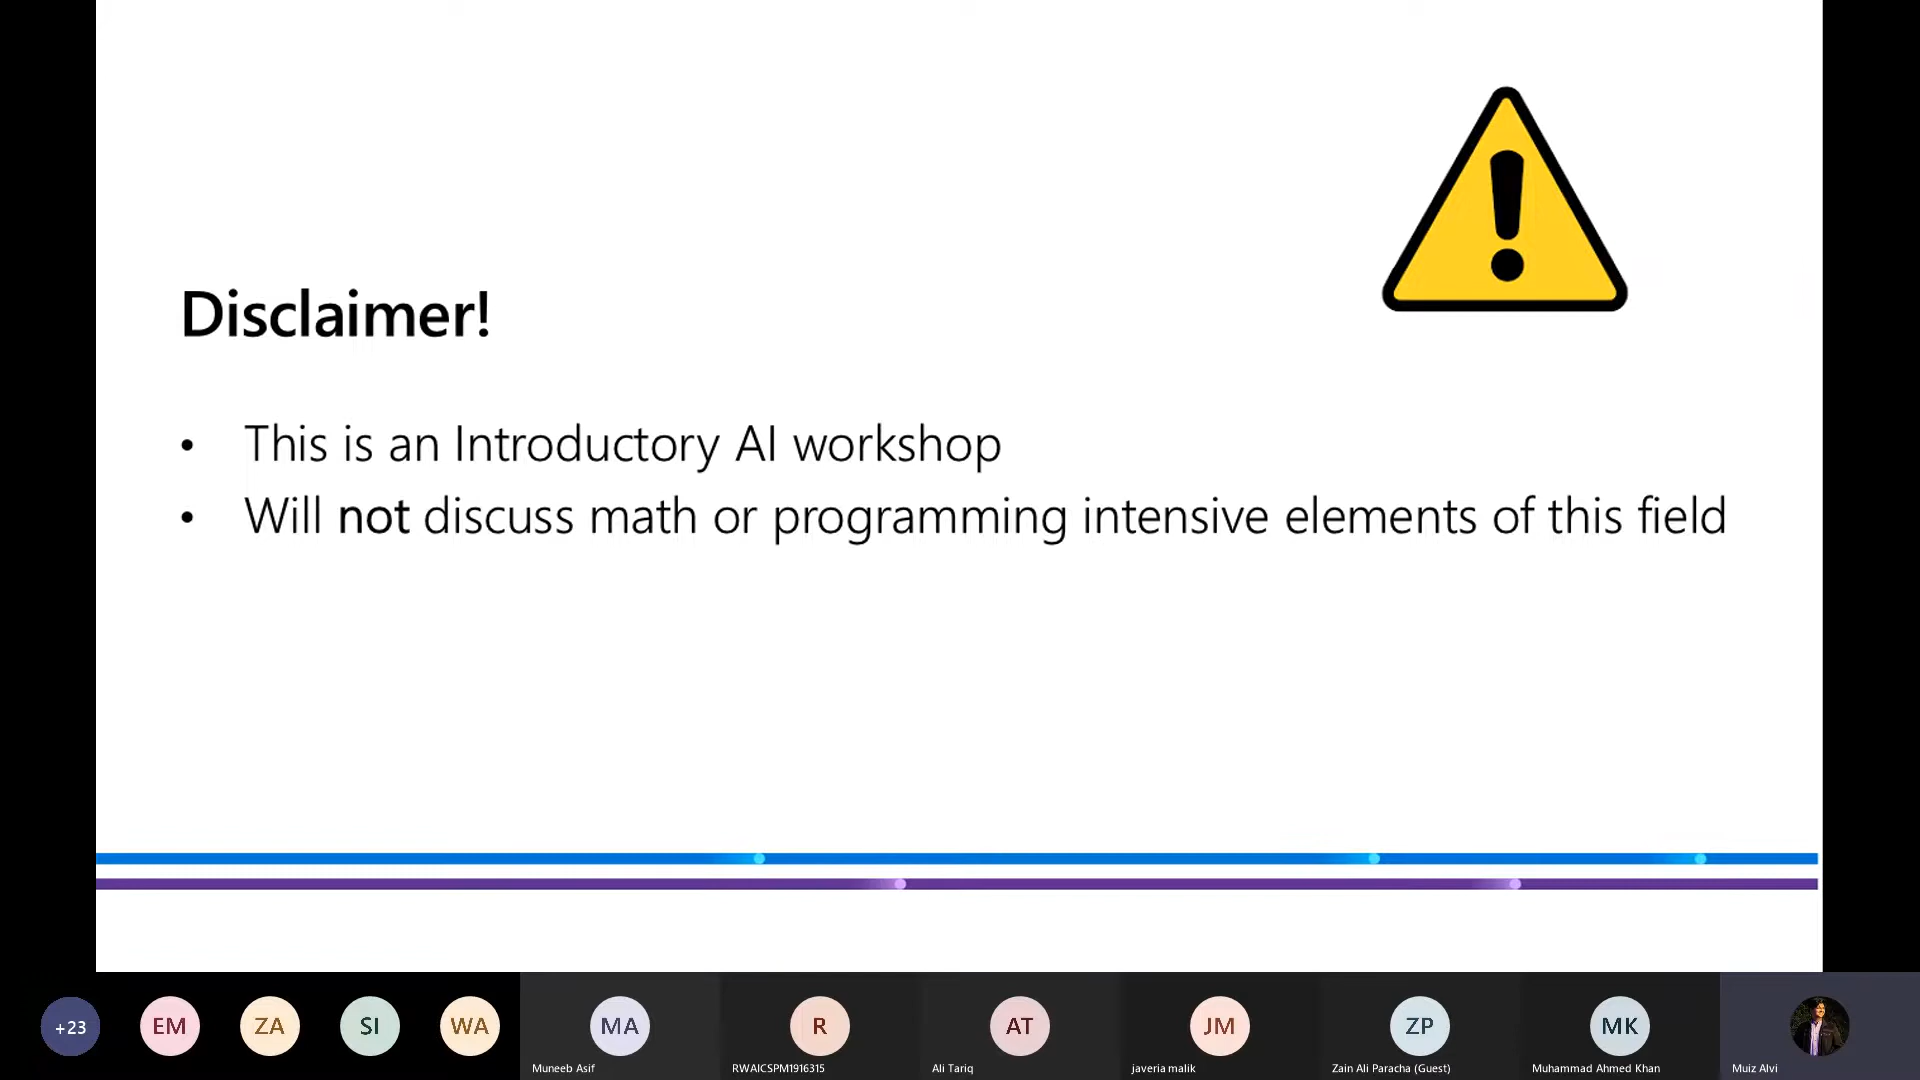 Disclaimer!
• This is an Introductory AI workshop
• Will not discuss math or programming intensive elements of this field
+23
EM
ZA
SI
WA
MA
R
AT
JM
ZP
MK
Muneeb Asif
RWAICSPM1916315
Ali Tariq
javeria malik
Zain Ali Paracha (Guest)
Muhammad Ahmed Khan
Muiz Alvi